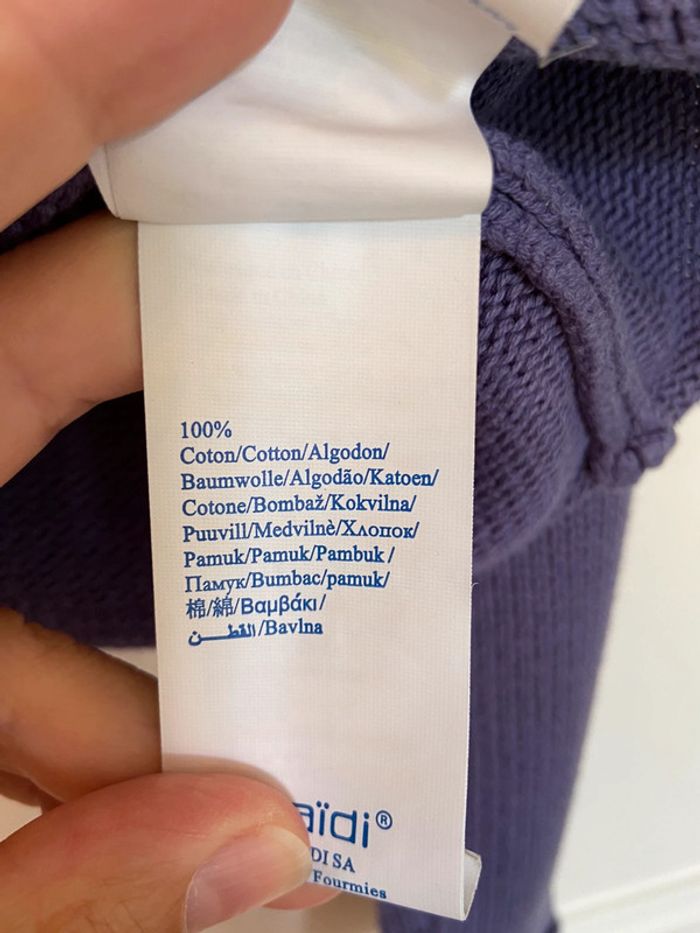 100%
Coton/Cotton/Algodon/
Baumwolle/Algodão/Katoen/
Cotone/Bombaž/Kokvilna/
Puuvill/Medvilnè/Хлопок/
Pamuk/Pamuk/Pambuk/
Памук/Bumbac/pamuk/
棉/綿/Βαμβάκι/
القطن/Bavlna
aïdi®
DI SA
Fourmies